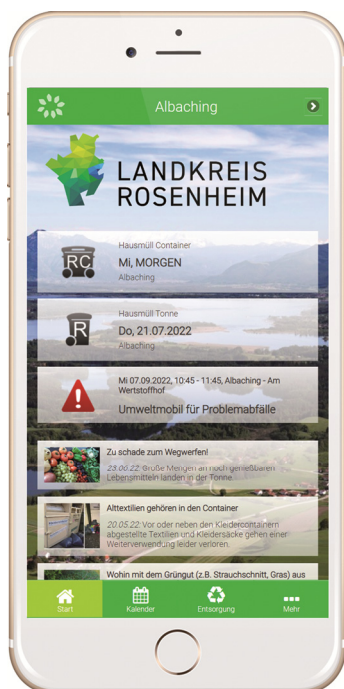 Albaching
LANDKREIS
ROSENHEIM
Hausmüll Container
RC
Mi, MORGEN
Albaching
Hausmüll Tonne
R
Do, 21.07.2022
Albaching
Mi 07.09.2022, 10:45 - 11:45, Albaching - Am
Wertstoffhof
Umweltmobil für Problemabfälle
Zu schade zum Wegwerfen!
23.06.22: Große Mengen an noch genießbaren
Lebensmitteln landen in der Tonne.
Alttextilien gehören in den Container
20.05.22: Vor oder neben den Kleidercontainern
abgestellte Textilien und Kleidersäcke gehen einer
Weiterverwendung leider verloren.
Wohin mit dem Grüngut (z.B. Strauchschnitt, Gras) aus
Start
Kalender
Entsorgung
Mehr